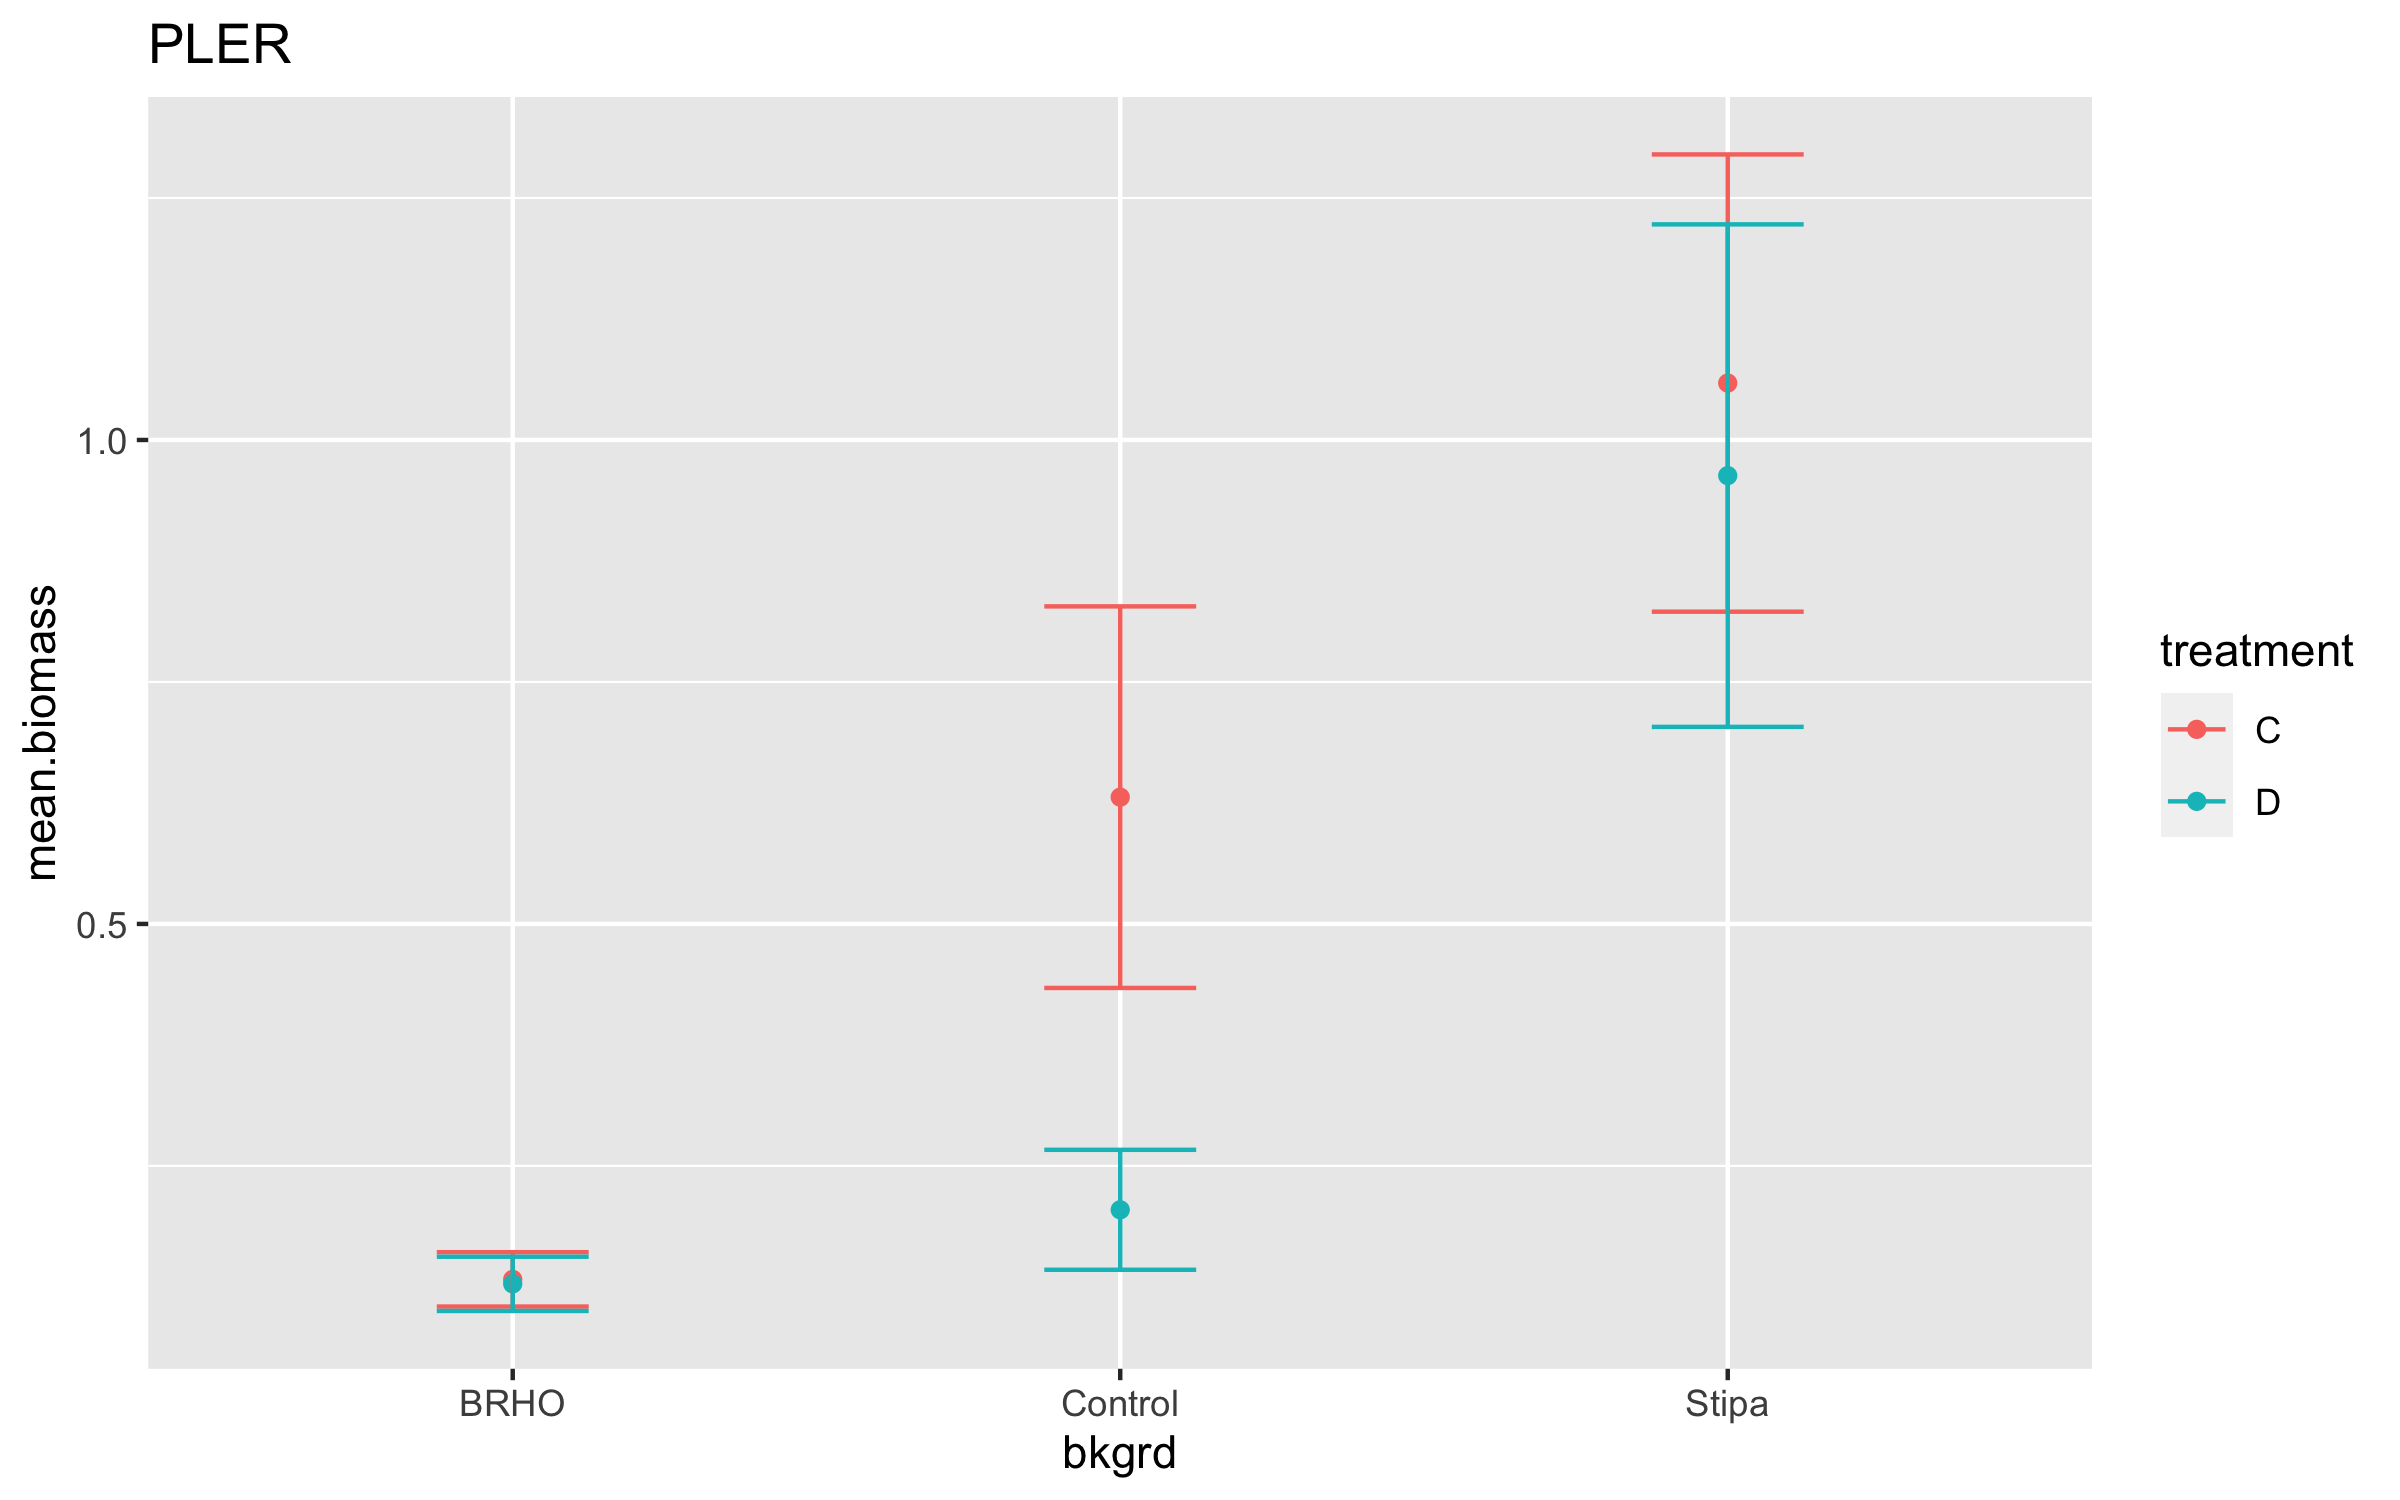 PLER
mean.biomass
1.0
0.5
BRHO
Control
Stipa
bkgrd
treatment
C
D